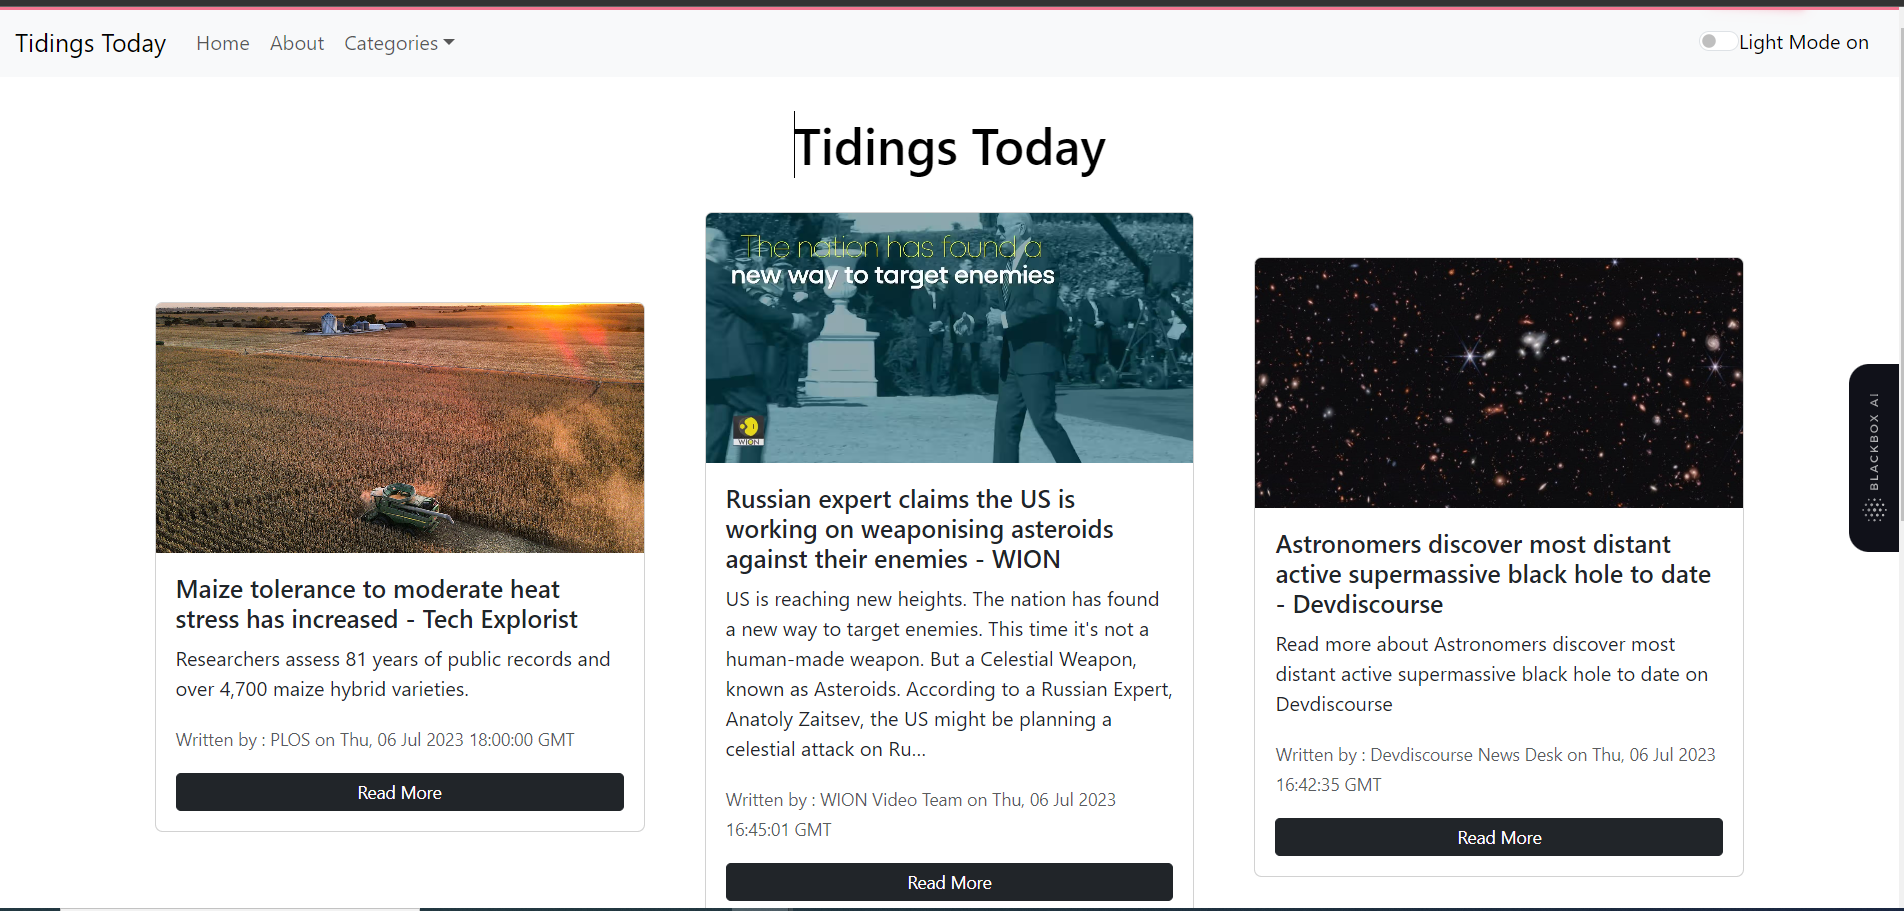 Tidings Today
Home
About
Categories
Light Mode on
Tidings Today
Maize tolerance to moderate heat
stress has increased - Tech Explorist
Researchers assess 81 years of public records and
over 4,700 maize hybrid varieties.
Written by : PLOS on Thu, 06 Jul 2023 18:00:00 GMT
Read More
The nation has found a
new way to target enemies
WION
Russian expert claims the US is
working on weaponising asteroids
against their enemies - WION
US is reaching new heights. The nation has found
a new way to target enemies. This time it's not a
human-made weapon. But a Celestial Weapon,
known as Asteroids. According to a Russian Expert,
Anatoly Zaitsev, the US might be planning a
celestial attack on Ru...
Written by : WION Video Team on Thu, 06 Jul 2023
16:45:01 GMT
Read More
Astronomers discover most distant
active supermassive black hole to date
- Devdiscourse
Read more about Astronomers discover most
distant active supermassive black hole to date on
Devdiscourse
Written by : Devdiscourse News Desk on Thu, 06 Jul 2023
16:42:35 GMT
Read More
BLACKBOX AI